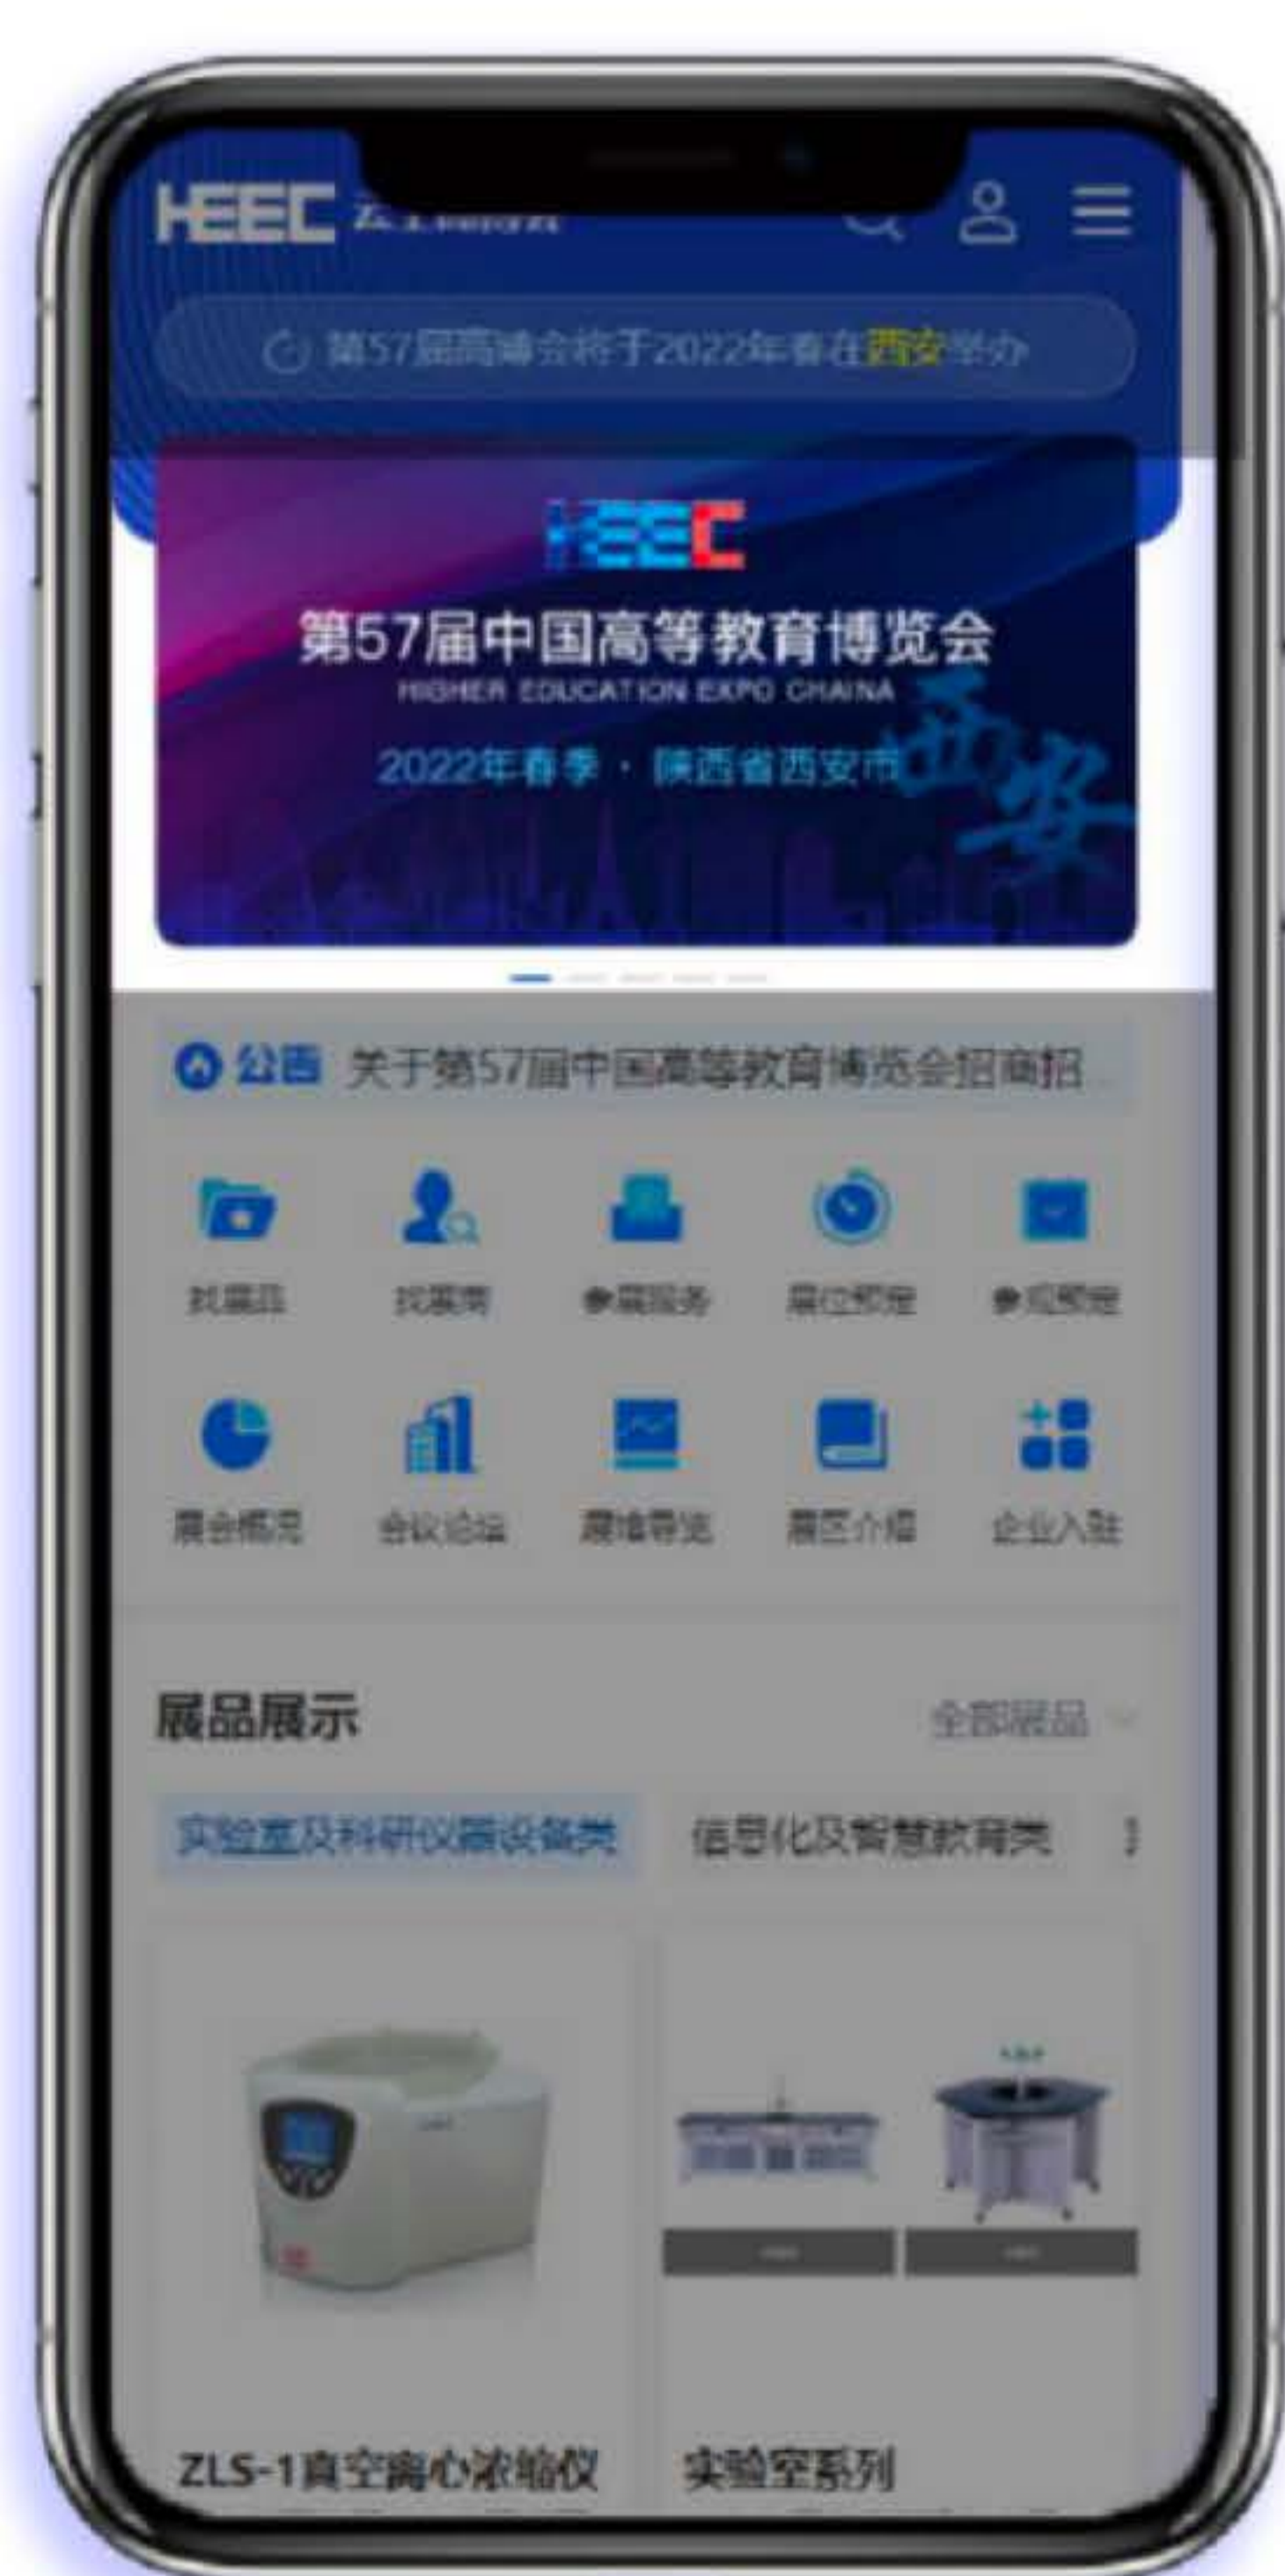 HEEC
第57届高博会将于2022年春在西安举办
HEEC
第57届中国高等教育博览会
HIGHER EDUCATION EXPO CHAINA
2022年春季·陕西省西安市
西安
公告 关于第57届中国高等教育博览会招商招
找展品 找展商 参展服务 展位预定 参观预定
展会概况 会议论坛 展馆导览 展区介绍 企业入驻
展品展示 全部展品
实验室及科研仪器设备类 信息化及智慧教育类
ZLS-1真空离心浓缩仪 实验室系列